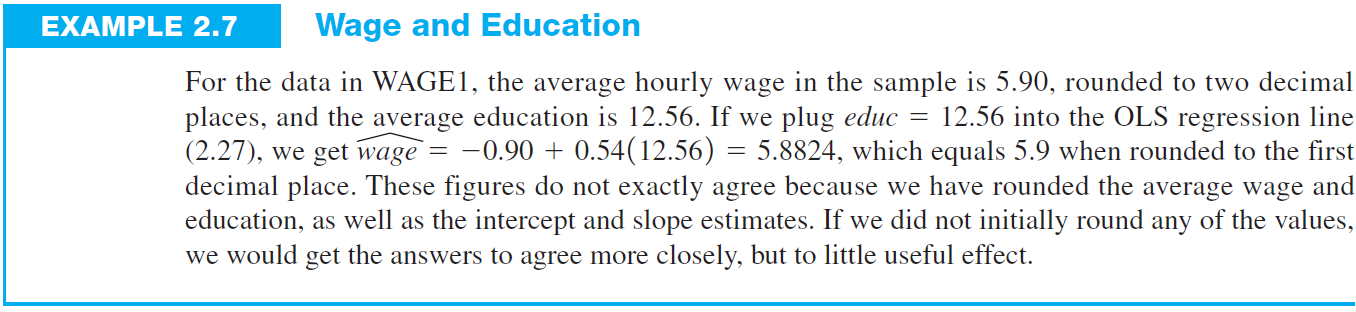 EXAMPLE 2.7 Wage and Education
For the data in WAGE1, the average hourly wage in the sample is 5.90, rounded to two decimal
places, and the average education is 12.56. If we plug educ = 12.56 into the OLS regression line
(2.27), we get \widehat{wage} = −0.90 + 0.54(12.56) = 5.8824, which equals 5.9 when rounded to the first
decimal place. These figures do not exactly agree because we have rounded the average wage and
education, as well as the intercept and slope estimates. If we did not initially round any of the values,
we would get the answers to agree more closely, but to little useful effect.